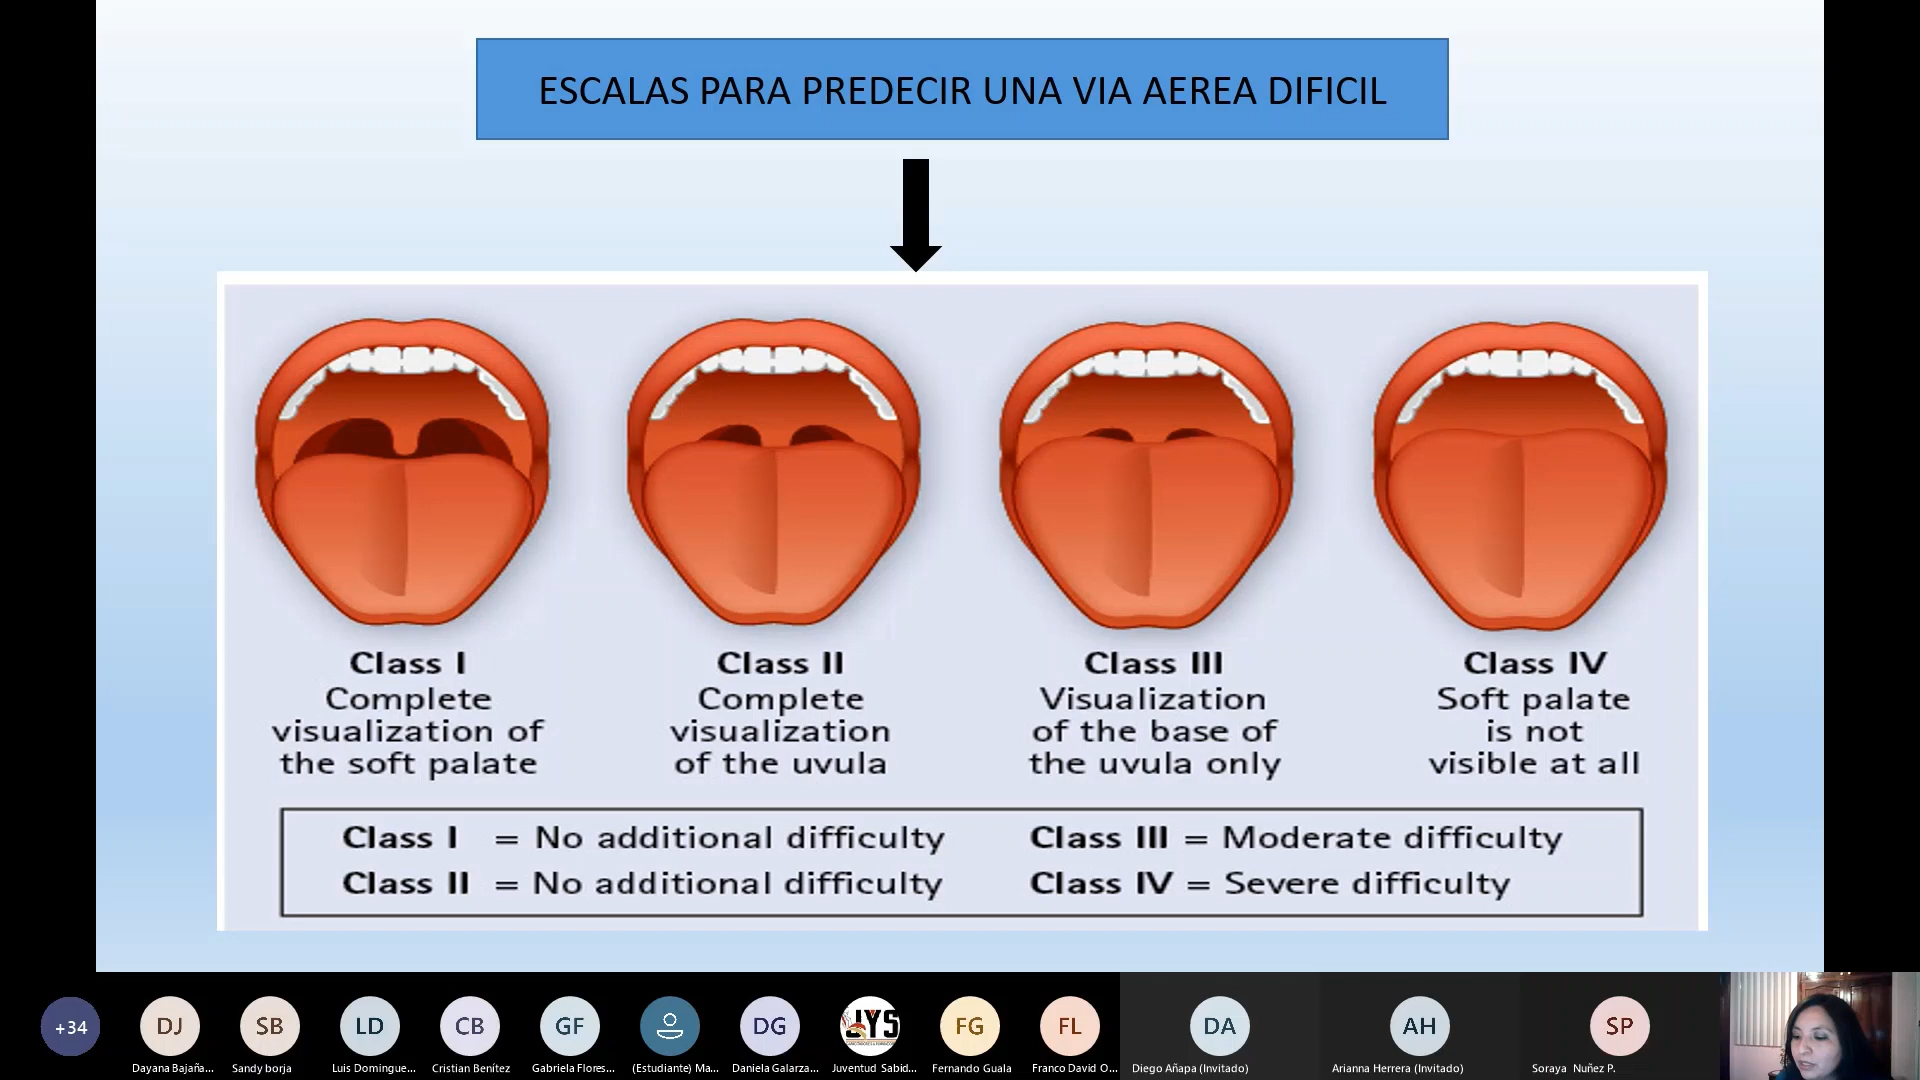 ESCALAS PARA PREDECIR UNA VIA AEREA DIFICIL
Class I
Complete
visualization of
the soft palate
Class II
Complete
visualization
of the uvula
Class III
Visualization
of the base of
the uvula only
Class IV
Soft palate
is not
visible at all
Class I = No additional difficulty
Class II = No additional difficulty
Class III = Moderate difficulty
Class IV = Severe difficulty
+34
DJ
Dayana Bajaña...
SB
Sandy borja
LD
Luis Domingue...
CB
Cristian Benítez
GF
Gabriela Flores...
(Estudiante) Ma...
DG
Daniela Galarza...
JYS
Juventud Sabid...
FG
Fernando Guala
FL
Franco David O...
DA
Diego Añapa (Invitado)
AH
Arianna Herrera (Invitado)
SP
Soraya Nuñez P.